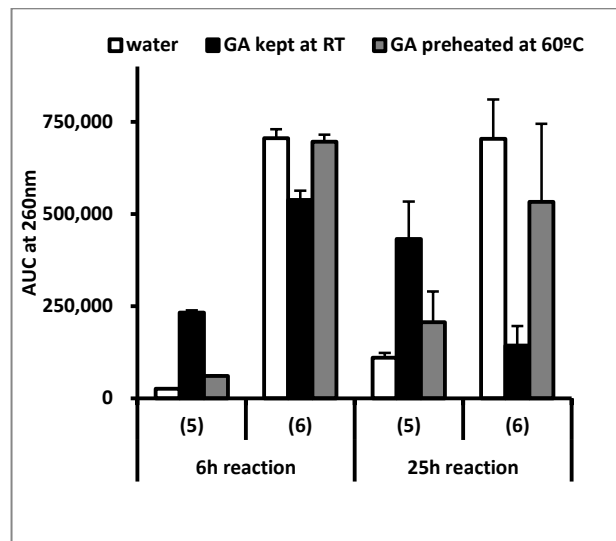 water GA kept at RT GA preheated at 60ºC
AUC at 260nm
750,000
500,000
250,000
0
(5) (6) (5) (6)
6h reaction 25h reaction